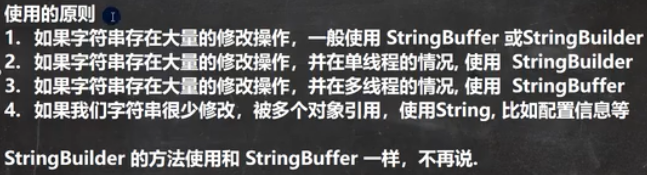 使用的原则
1. 如果字符串存在大量的修改操作，一般使用 StringBuffer 或StringBuilder
2. 如果字符串存在大量的修改操作，并在单线程的情况, 使用 StringBuilder
3. 如果字符串存在大量的修改操作，并在多线程的情况, 使用 StringBuffer
4. 如果我们字符串很少修改，被多个对象引用，使用String, 比如配置信息等
StringBuilder 的方法使用和 StringBuffer 一样，不再说.